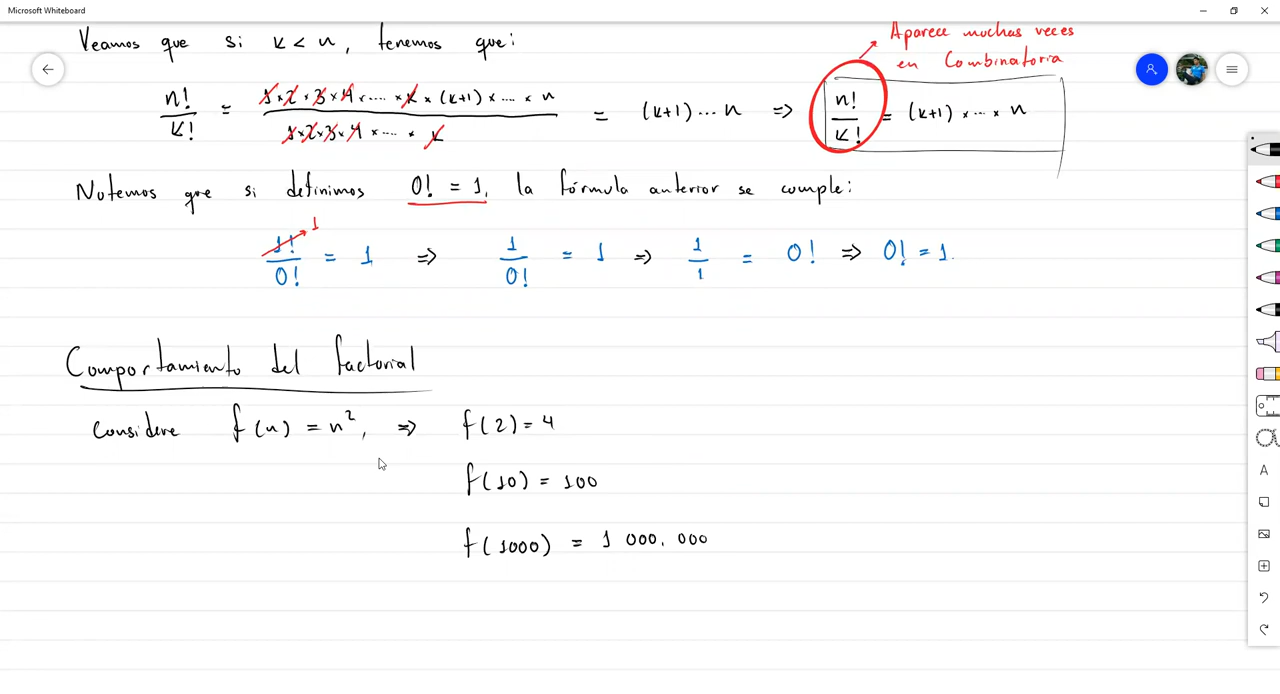 Microsoft Whiteboard
Veamos que si k < n, tenemos que:
Aparece muchas veces
en Combinatoria
n!/k! = 1×2×3×4×....×k×(k+1)×...×n / 1×2×3×4×....×k = (k+1)...n ⇒ n!/k! = (k+1)×...×n
Notemos que si definimos 0! = 1, la fórmula anterior se cumple:
1! 1/0! = 1 ⇒ 1/0! = 1 ⇒ 1/1 = 0! ⇒ 0! = 1.
Comportamiento del factorial
Considere f(n) = n², ⇒ f(2) = 4
f(10) = 100
f(1000) = 1 000.000
A